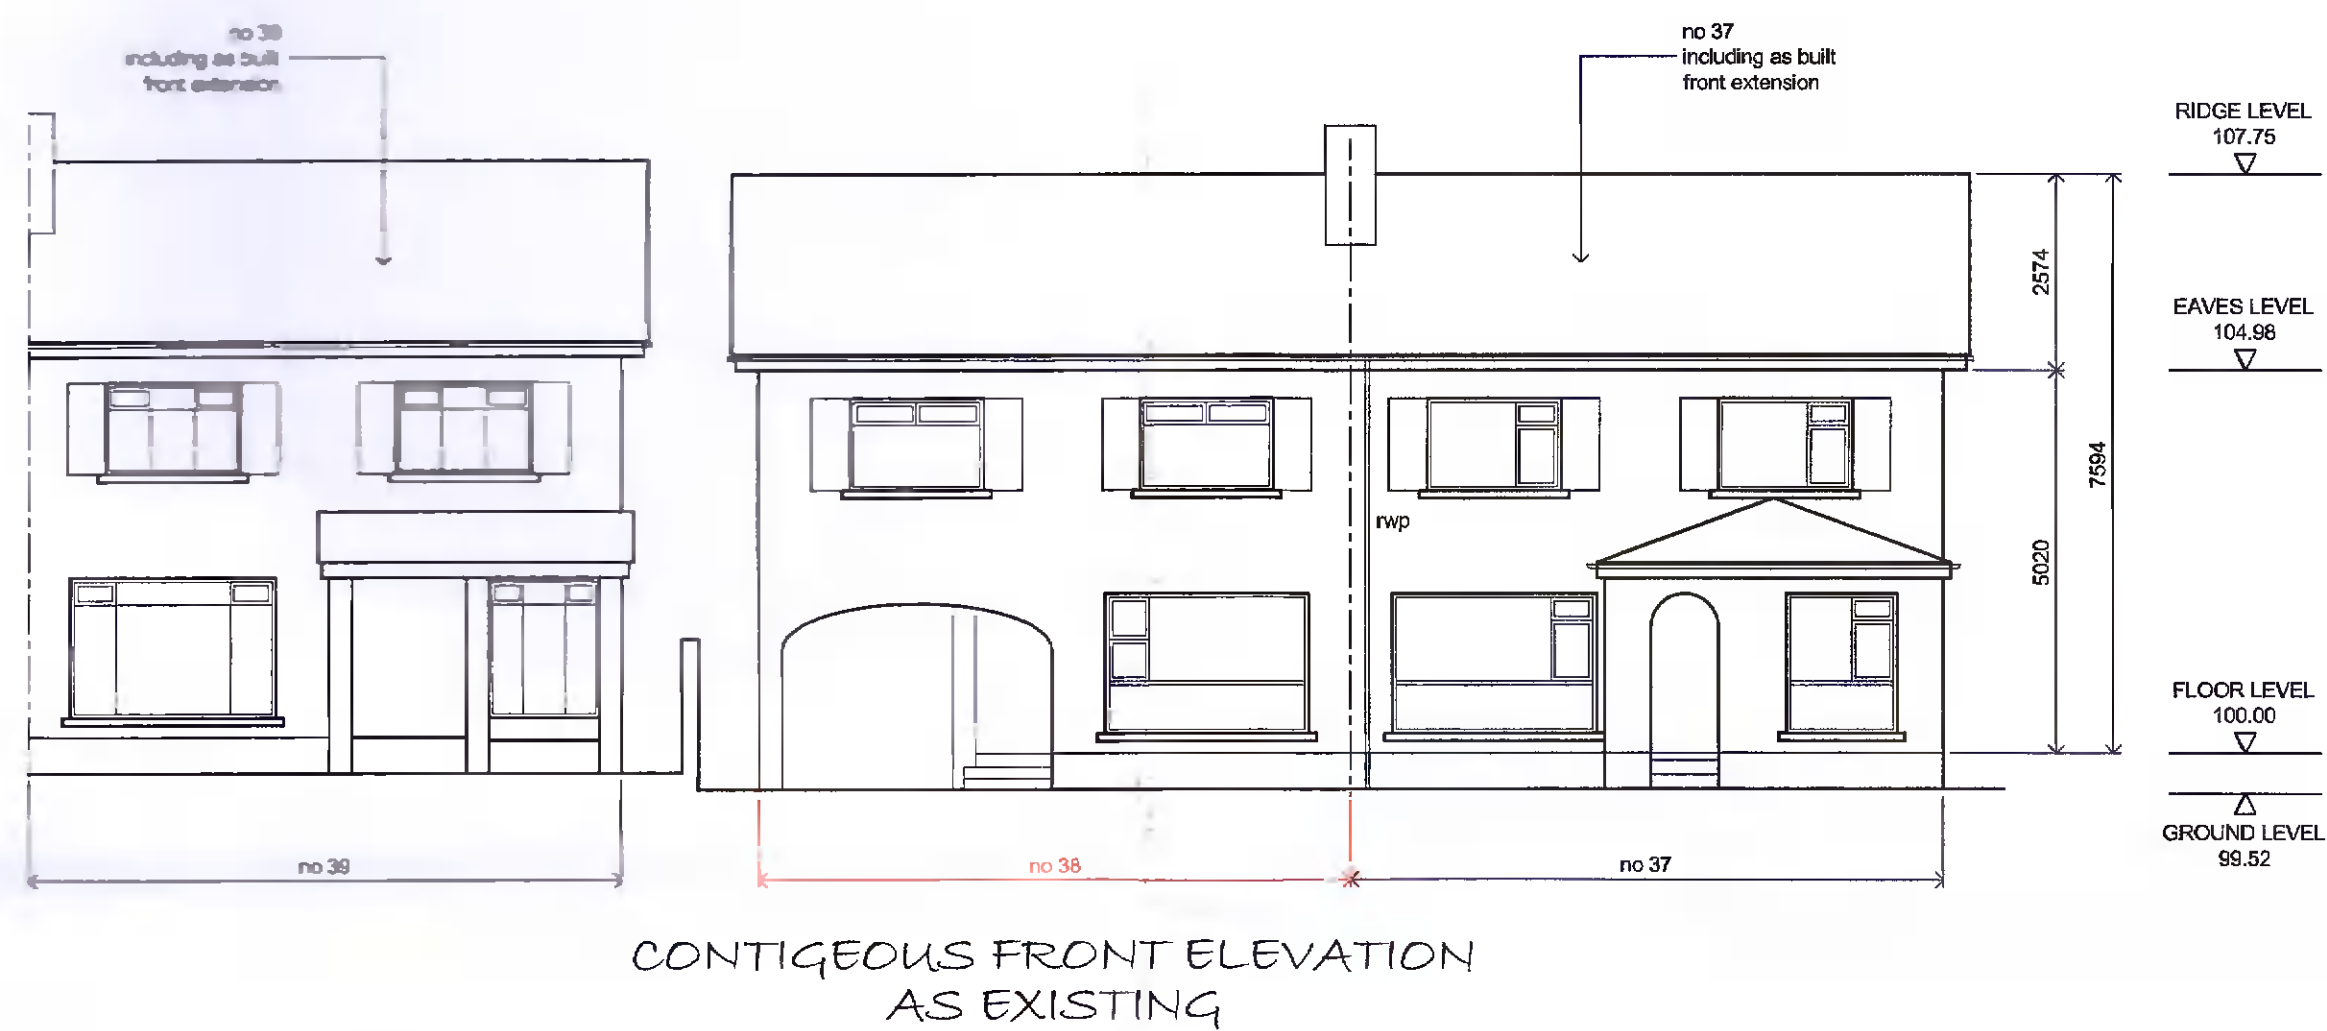 no 39
including as built
front extension
no 37
including as built
front extension
RIDGE LEVEL
107.75
2574
EAVES LEVEL
104.98
7594
rwp
5020
FLOOR LEVEL
100.00
GROUND LEVEL
99.52
no 39
no 38
no 37
CONTIGEOUS FRONT ELEVATION
AS EXISTING